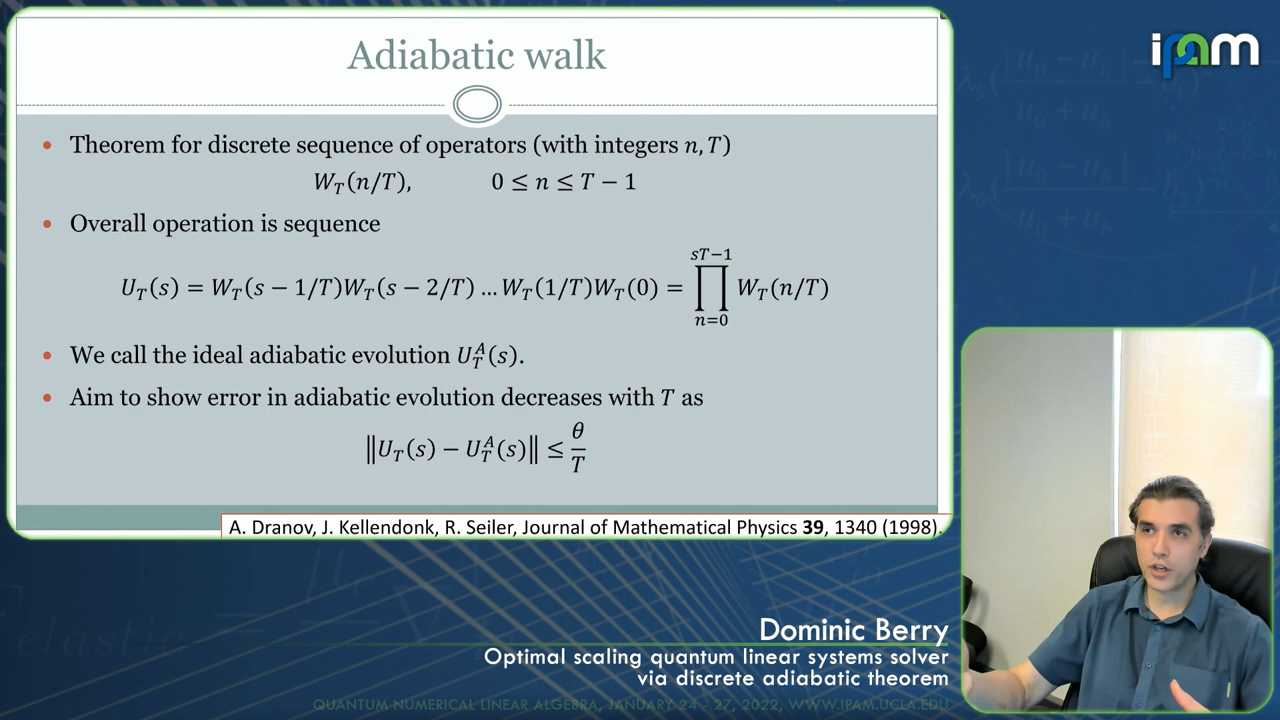 Adiabatic walk
• Theorem for discrete sequence of operators (with integers n, T)
W_T(n/T),    0 ≤ n ≤ T − 1
• Overall operation is sequence
U_T(s) = W_T(s − 1/T)W_T(s − 2/T) … W_T(1/T)W_T(0) = ∏_{n=0}^{sT−1} W_T(n/T)
• We call the ideal adiabatic evolution U_T^A(s).
• Aim to show error in adiabatic evolution decreases with T as
‖U_T(s) − U_T^A(s)‖ ≤ θ/T
A. Dranov, J. Kellendonk, R. Seiler, Journal of Mathematical Physics 39, 1340 (1998).
ipam
Dominic Berry
Optimal scaling quantum linear systems solver
via discrete adiabatic theorem
QUANTUM NUMERICAL LINEAR ALGEBRA, JANUARY 24 - 27, 2022, WWW.IPAM.UCLA.EDU